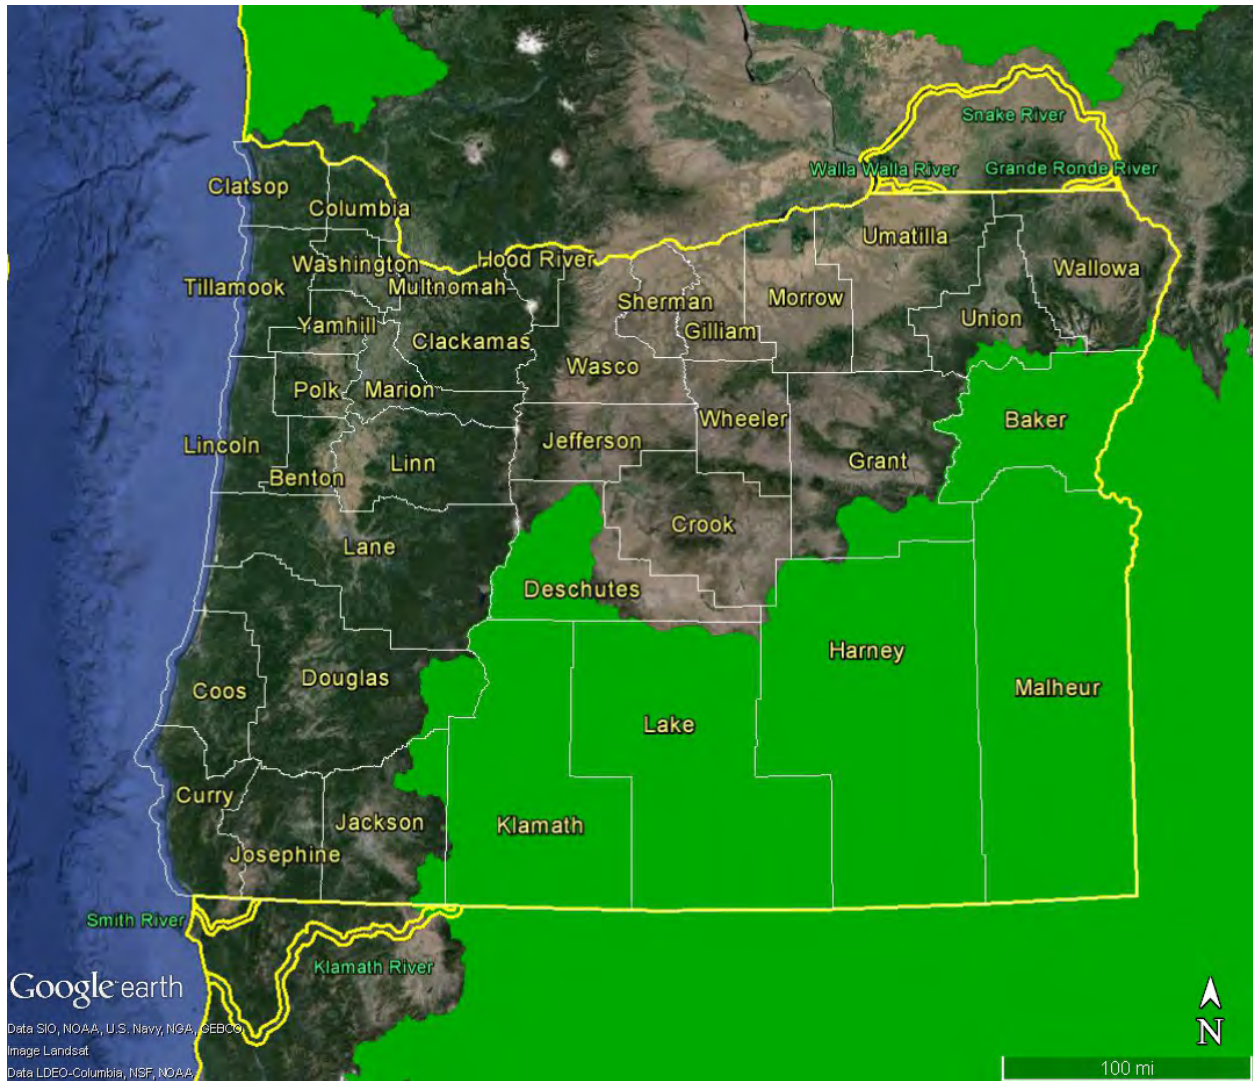 Snake River
Walla Walla River
Grande Ronde River
Clatsop
Columbia
Umatilla
Hood River
Washington
Wallowa
Tillamook
Multnomah
Sherman
Morrow
Yamhill
Gilliam
Union
Clackamas
Wasco
Polk
Marion
Wheeler
Baker
Lincoln
Jefferson
Linn
Grant
Benton
Crook
Lane
Deschutes
Harney
Douglas
Coos
Malheur
Lake
Curry
Jackson
Klamath
Josephine
Smith River
Klamath River
Google earth
Data SIO, NOAA, U.S. Navy, NGA, GEBCO
Image Landsat
Data LDEO-Columbia, NSF, NOAA
N
100 mi